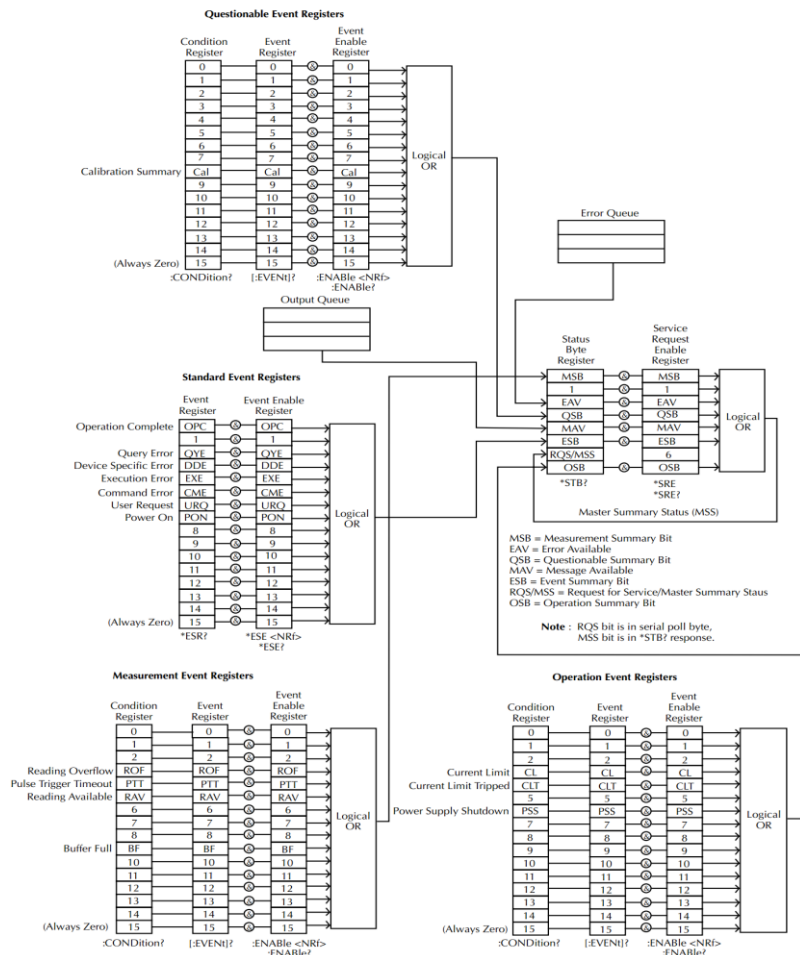 Questionable Event Registers
Condition Register
Event Register
Event Enable Register
0 0 & 0
1 1 & 1
2 2 & 2
3 3 & 3
4 4 & 4
5 5 & 5
6 6 & 6
7 7 & 7
Calibration Summary Cal Cal & Cal
9 9 & 9
10 10 & 10
11 11 & 11
12 12 & 12
13 13 & 13
14 14 & 14
(Always Zero) 15 15 & 15
:CONDition? [:EVENt]? :ENABle <NRf>
:ENABle?
Logical
OR
Error Queue
Output Queue
Standard Event Registers
Event Register
Event Enable Register
Operation Complete OPC & OPC
1 & 1
Query Error QYE & QYE
Device Specific Error DDE & DDE
Execution Error EXE & EXE
Command Error CME & CME
User Request URQ & URQ
Power On PON & PON
8 & 8
9 & 9
10 & 10
11 & 11
12 & 12
13 & 13
14 & 14
(Always Zero) 15 & 15
*ESR? *ESE <NRf>
*ESE?
Logical
OR
Status Byte Register
Service Request Enable Register
MSB & MSB
1 & 1
EAV & EAV
QSB & QSB
MAV & MAV
ESB & ESB
RQS/MSS 6
OSB & OSB
*STB? *SRE
*SRE?
Logical
OR
Master Summary Status (MSS)
MSB = Measurement Summary Bit
EAV = Error Available
QSB = Questionable Summary Bit
MAV = Message Available
ESB = Event Summary Bit
RQS/MSS = Request for Service/Master Summary Staus
OSB = Operation Summary Bit
Note : RQS bit is in serial poll byte,
MSS bit is in *STB? response.
Measurement Event Registers
Condition Register
Event Register
Event Enable Register
0 0 & 0
1 1 & 1
2 2 & 2
Reading Overflow ROF ROF & ROF
Pulse Trigger Timeout PTT PTT & PTT
Reading Available RAV RAV & RAV
6 6 & 6
7 7 & 7
8 8 & 8
Buffer Full BF BF & BF
10 10 & 10
11 11 & 11
12 12 & 12
13 13 & 13
14 14 & 14
(Always Zero) 15 15 & 15
:CONDition? [:EVENt]? :ENABle <NRf>
:ENABle?
Logical
OR
Operation Event Registers
Condition Register
Event Register
Event Enable Register
0 0 & 0
1 1 & 1
2 2 & 2
Current Limit CL CL & CL
Current Limit Tripped CLT CLT & CLT
5 5 & 5
Power Supply Shutdown PSS PSS & PSS
7 7 & 7
8 8 & 8
9 9 & 9
10 10 & 10
11 11 & 11
12 12 & 12
13 13 & 13
14 14 & 14
(Always Zero) 15 15 & 15
:CONDition? [:EVENt]? :ENABle <NRf>
:ENABle?
Logical
OR